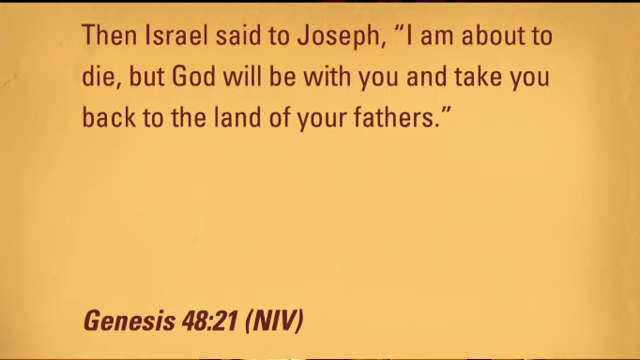 Then Israel said to Joseph, “I am about to
die, but God will be with you and take you
back to the land of your fathers.”
Genesis 48:21 (NIV)